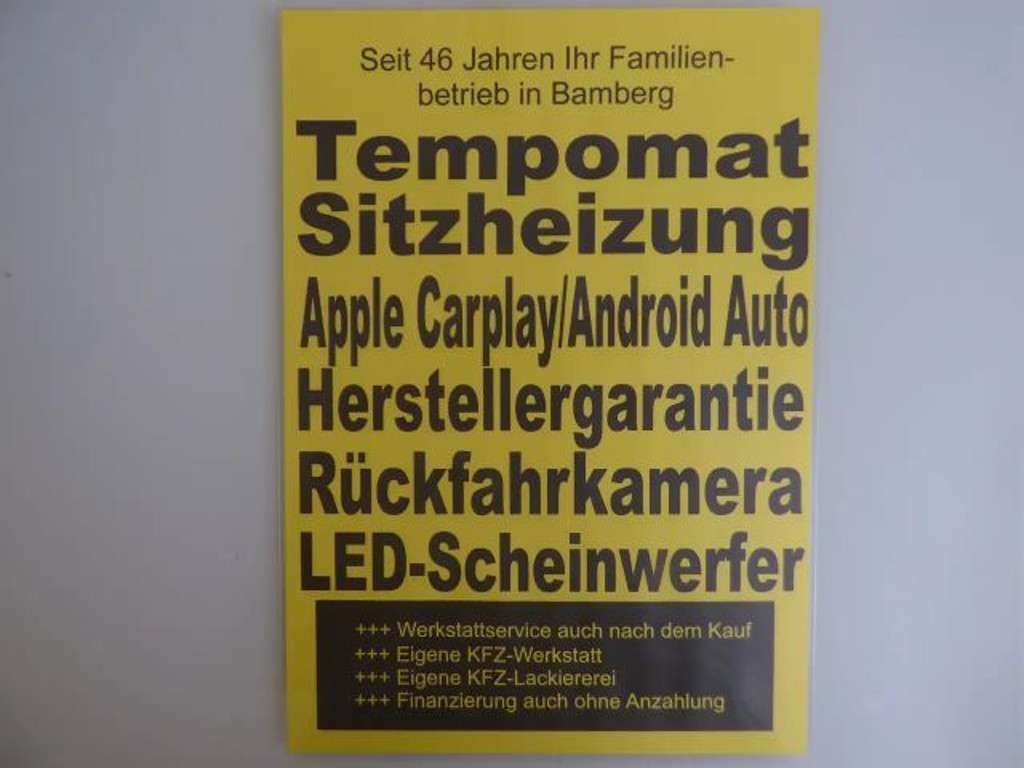 Seit 46 Jahren Ihr Familien-
betrieb in Bamberg
Tempomat
Sitzheizung
Apple Carplay/Android Auto
Herstellergarantie
Rückfahrkamera
LED-Scheinwerfer
+++ Werkstattservice auch nach dem Kauf
+++ Eigene KFZ-Werkstatt
+++ Eigene KFZ-Lackiererei
+++ Finanzierung auch ohne Anzahlung